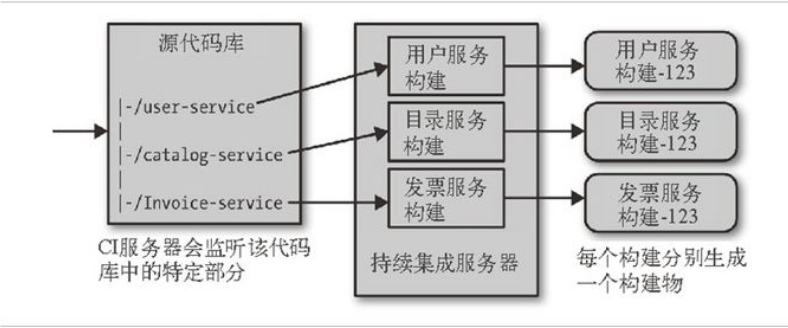 源代码库
|-/user-service
|
|-/catalog-service
|
|-/Invoice-service
CI服务器会监听该代码
库中的特定部分
用户服务
构建
目录服务
构建
发票服务
构建
持续集成服务器
用户服务
构建-123
目录服务
构建-123
发票服务
构建-123
每个构建分别生成
一个构建物